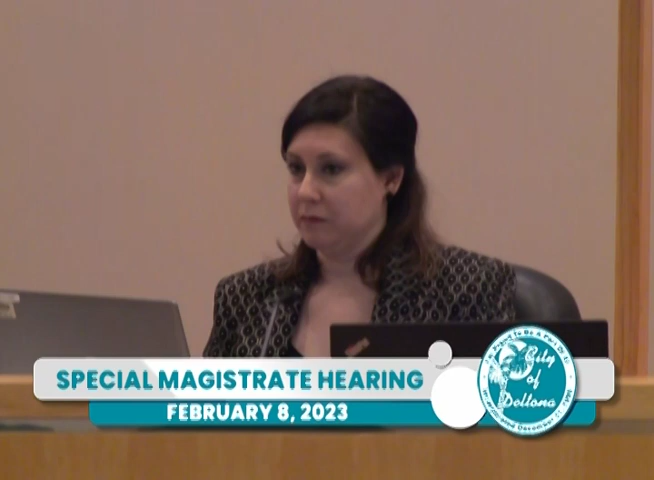 SPECIAL MAGISTRATE HEARING
FEBRUARY 8, 2023
City
of
Deltona